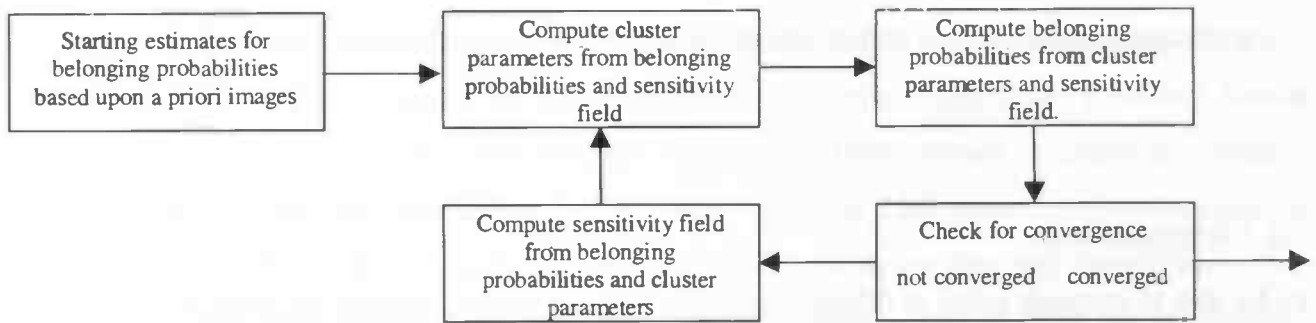 Starting estimates for
belonging probabilities
based upon a priori images
Compute cluster
parameters from belonging
probabilities and sensitivity
field
Compute belonging
probabilities from cluster
parameters and sensitivity
field.
Compute sensitivity field
from belonging
probabilities and cluster
parameters
Check for convergence
not converged converged